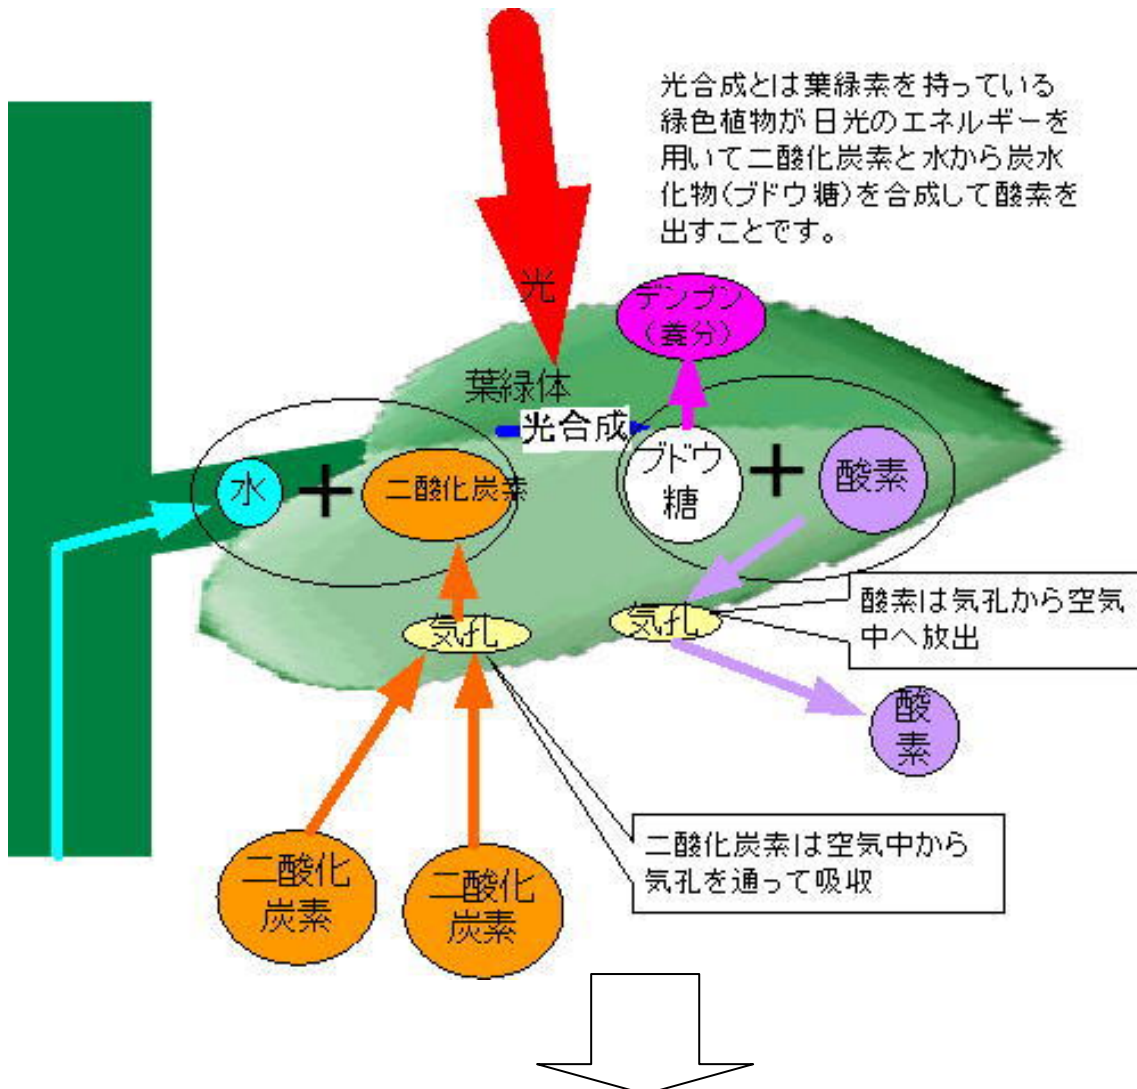 光合成とは葉緑素を持っている
緑色植物が日光のエネルギーを
用いて二酸化炭素と水から炭水
化物(ブドウ糖)を合成して酸素を
出すことです。
光
デンプン
(養分)
葉緑体
光合成
水
+
二酸化炭素
ブドウ
糖
+
酸素
気孔
気孔
酸素は気孔から空気
中へ放出
酸
素
二酸化炭素は空気中から
気孔を通って吸収
二酸化
炭素
二酸化
炭素